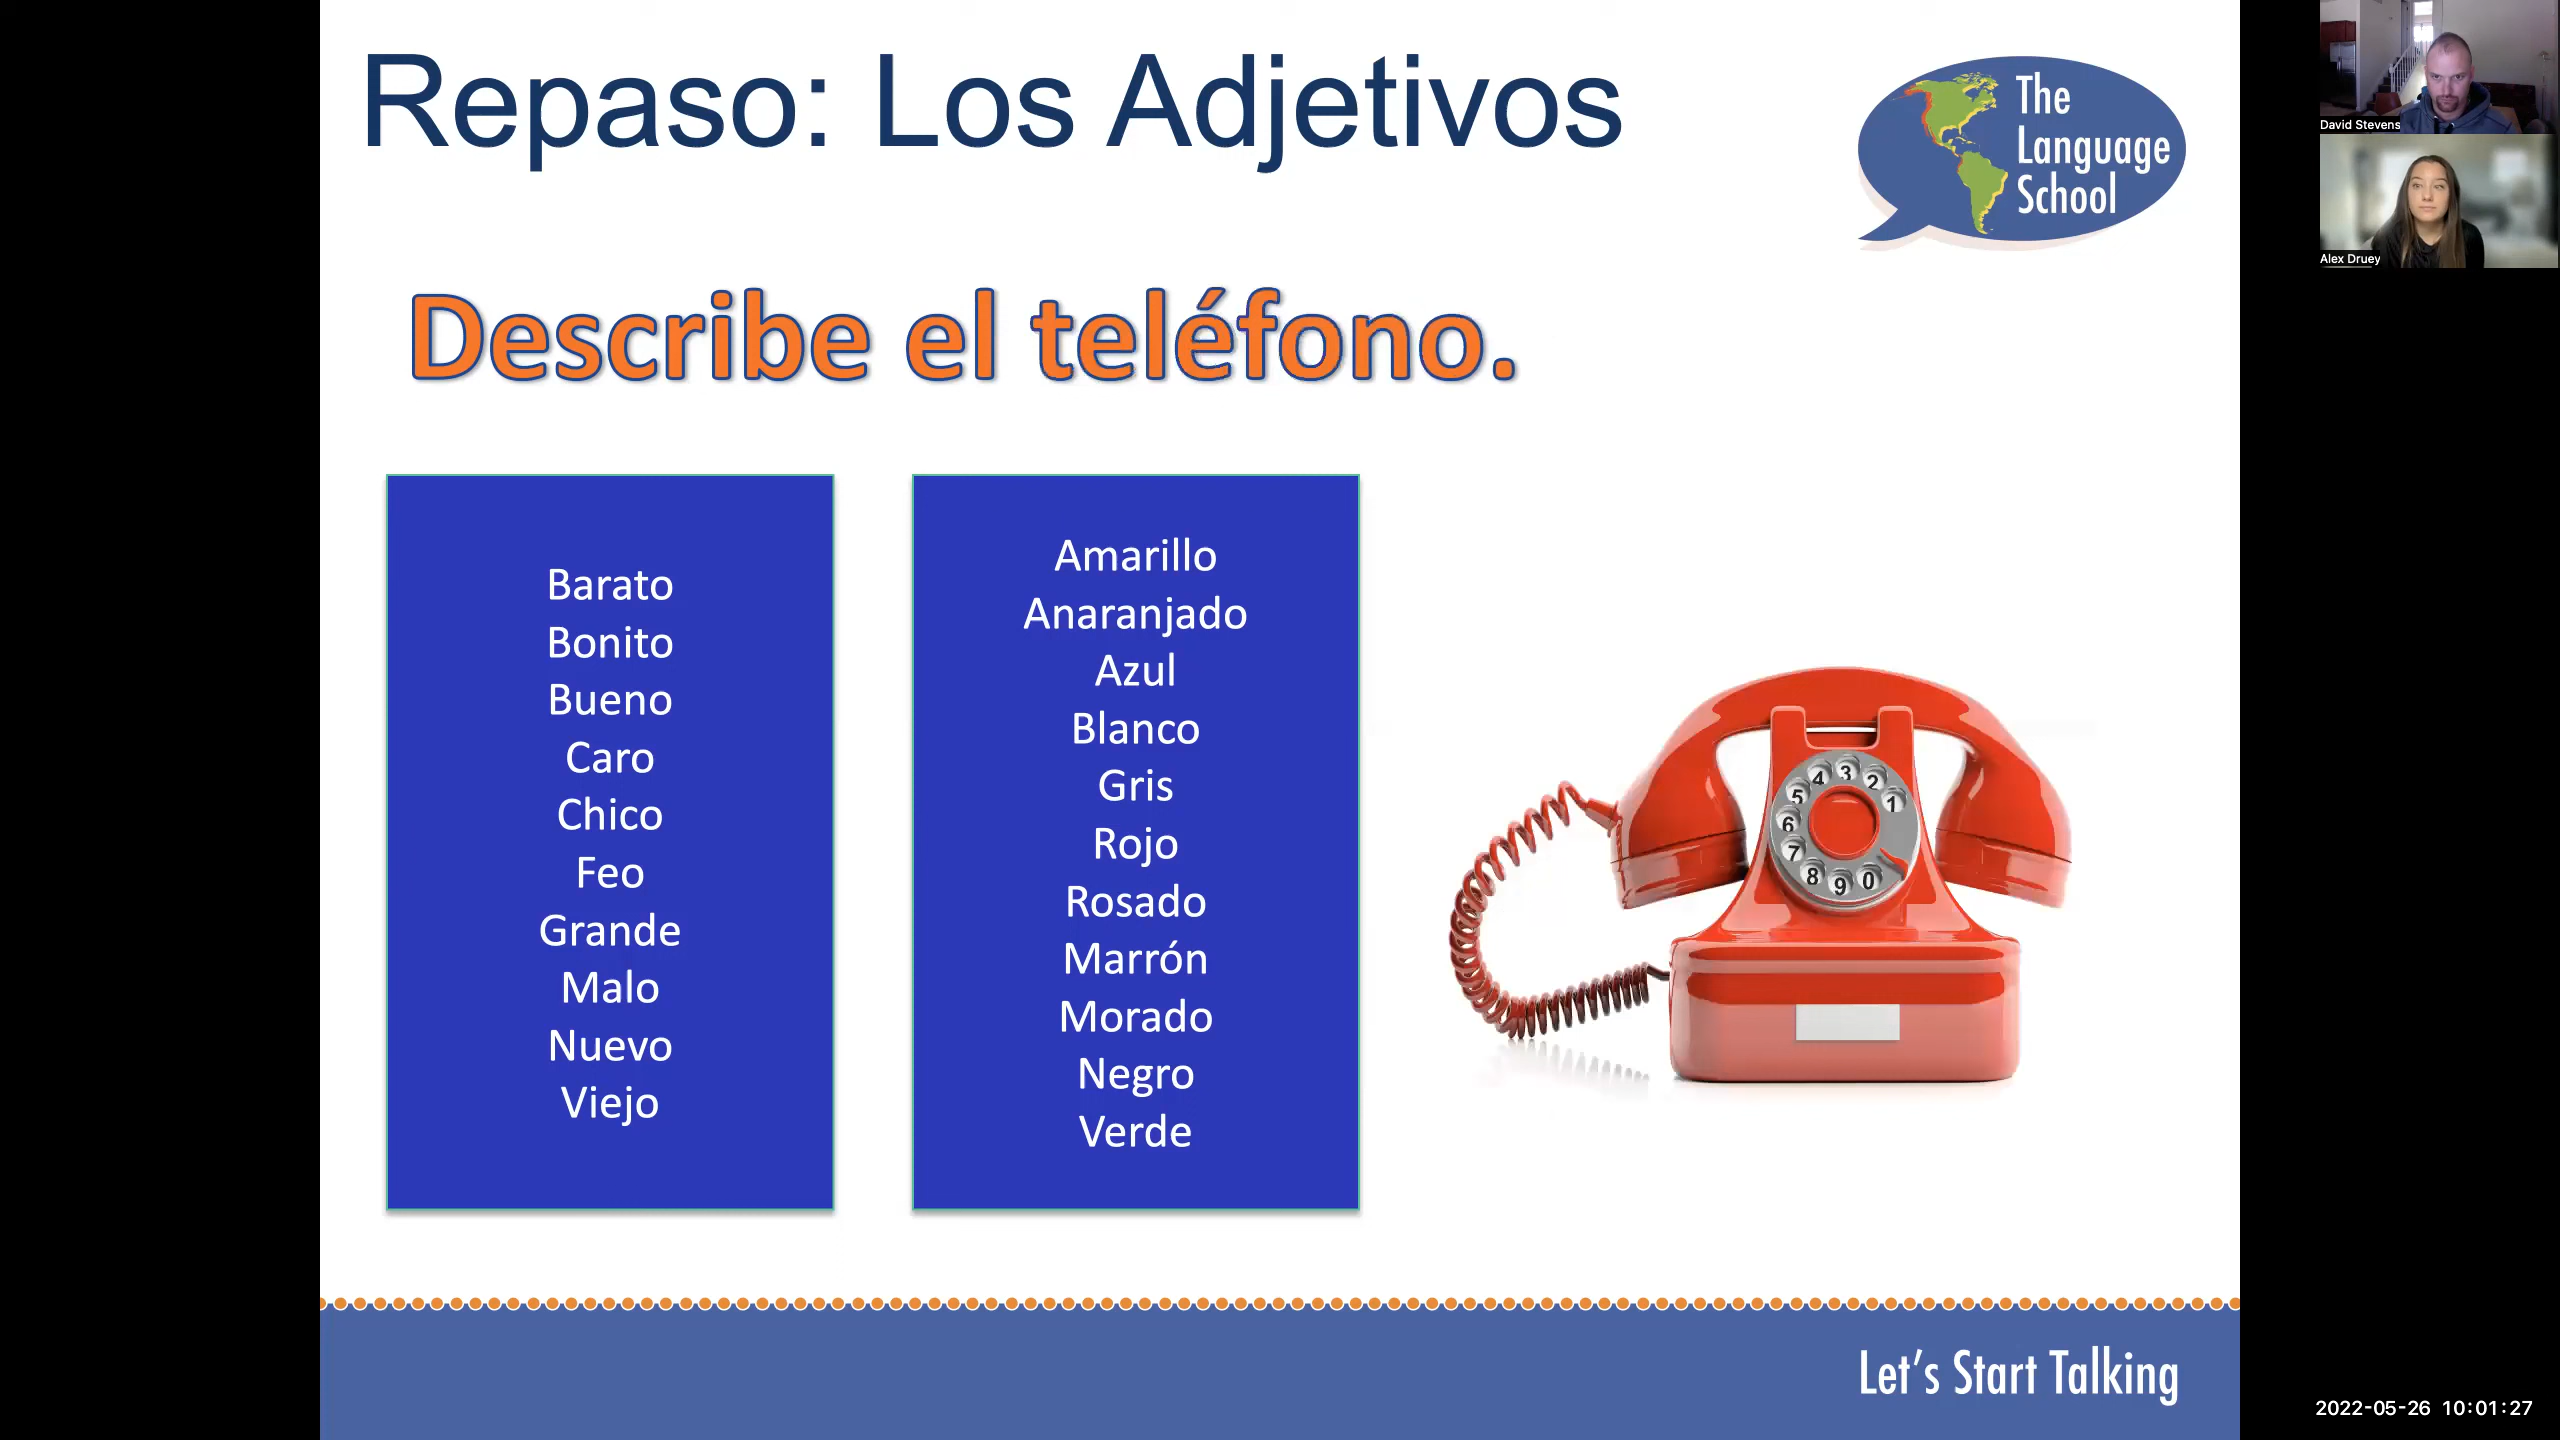 Repaso: Los Adjetivos
The
Language
School
Describe el teléfono.
Barato
Bonito
Bueno
Caro
Chico
Feo
Grande
Malo
Nuevo
Viejo
Amarillo
Anaranjado
Azul
Blanco
Gris
Rojo
Rosado
Marrón
Morado
Negro
Verde
1
2
3
4
5
6
7
8
9
0
Let's Start Talking
David Stevens
Alex Druey
2022-05-26 10:01:27